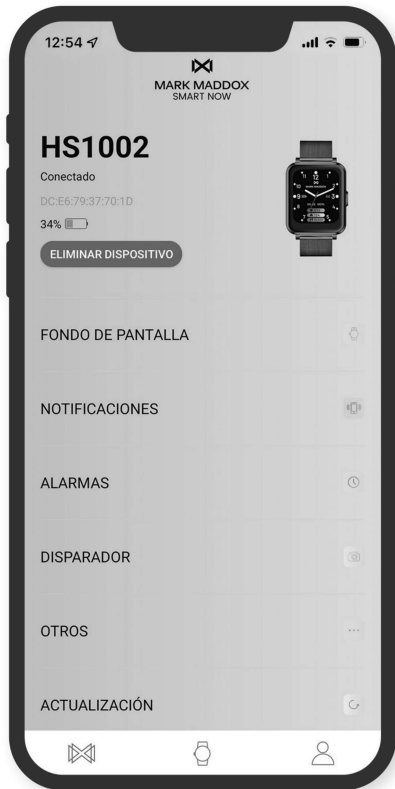 12:54
MARK MADDOX
SMART NOW
HS1002
Conectado
DC:E6:79:37:70:1D
34%
ELIMINAR DISPOSITIVO
FONDO DE PANTALLA
NOTIFICACIONES
ALARMAS
DISPARADOR
OTROS
ACTUALIZACIÓN